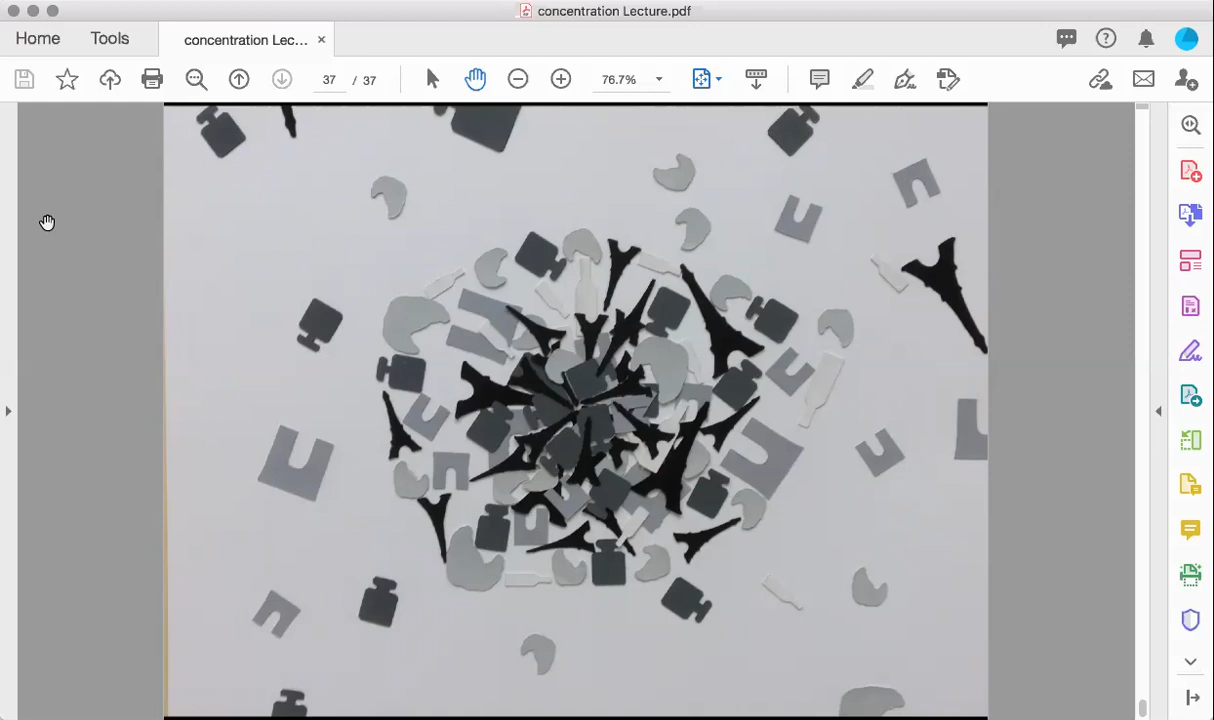 concentration Lecture.pdf
Home
Tools
concentration Lec...
37 / 37
76.7%